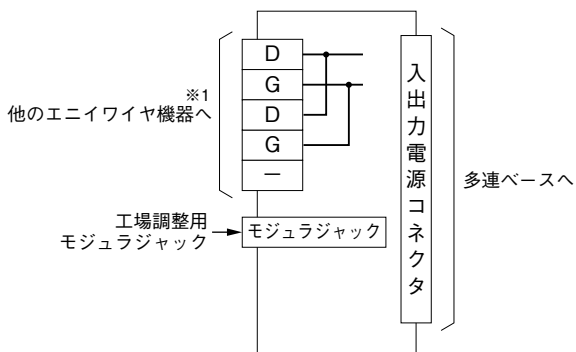 ※1
他のエニイワイヤ機器へ
D
G
D
G
－
工場調整用
モジュラジャック
モジュラジャック
入出力電源コネクタ
多連ベースへ